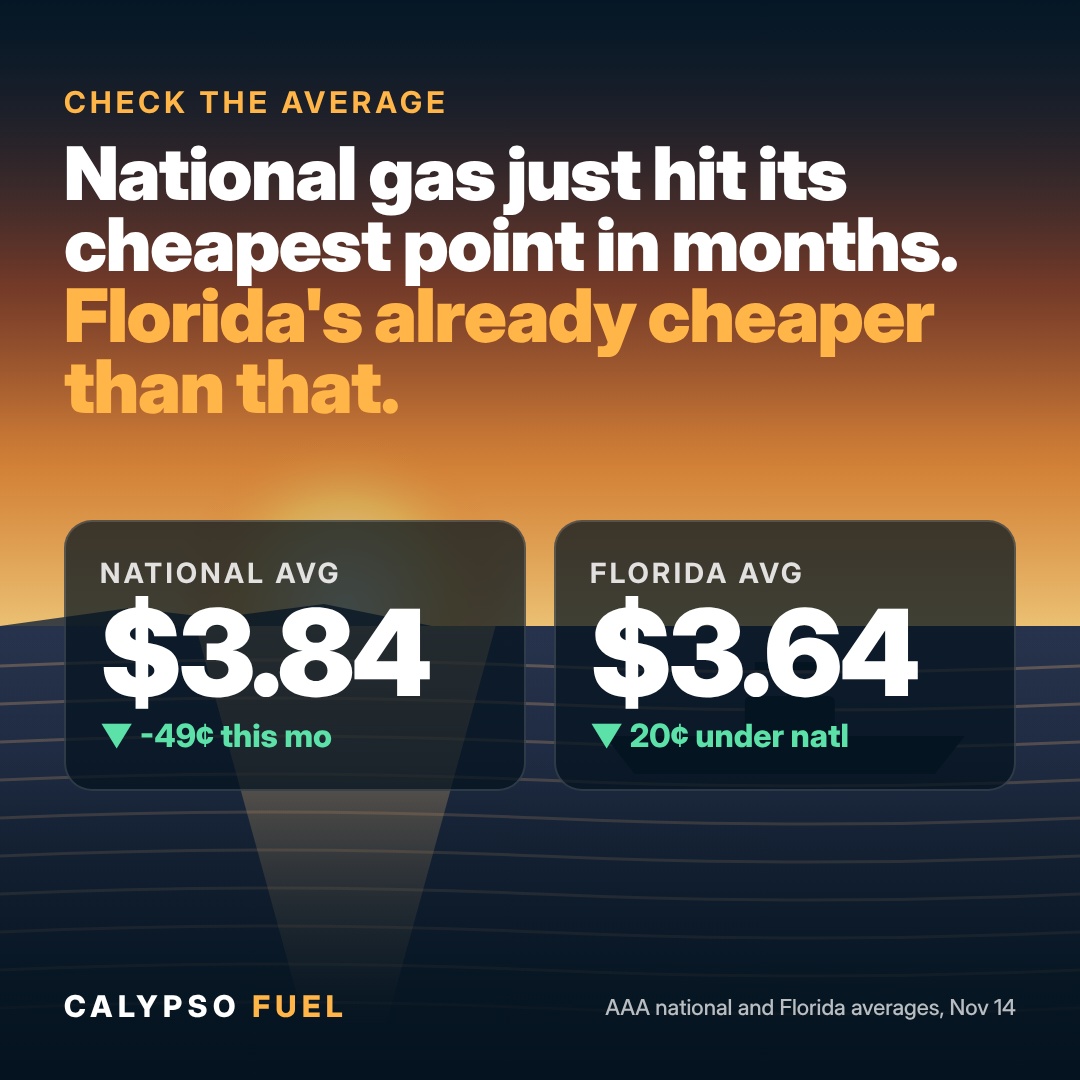 CHECK THE AVERAGE
National gas just hit its
cheapest point in months.
Florida's already cheaper
than that.
NATIONAL AVG
$3.84
▼ -49¢ this mo
FLORIDA AVG
$3.64
▼ 20¢ under natl
CALYPSO FUEL
AAA national and Florida averages, Nov 14